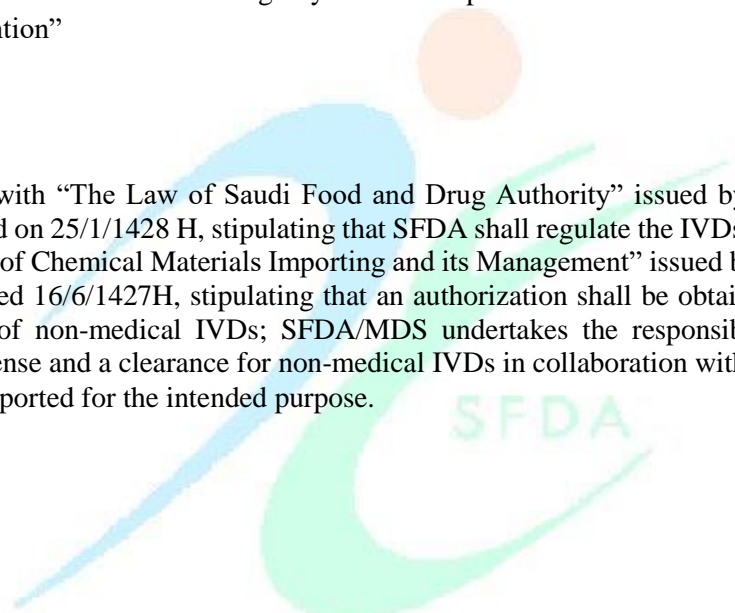 ntion”
with “The Law of Saudi Food and Drug Authority” issued by
d on 25/1/1428 H, stipulating that SFDA shall regulate the IVDs
of Chemical Materials Importing and its Management” issued b
ed 16/6/1427H, stipulating that an authorization shall be obtai
of non-medical IVDs; SFDA/MDS undertakes the responsib
ense and a clearance for non-medical IVDs in collaboration with
ported for the intended purpose.
SFDA